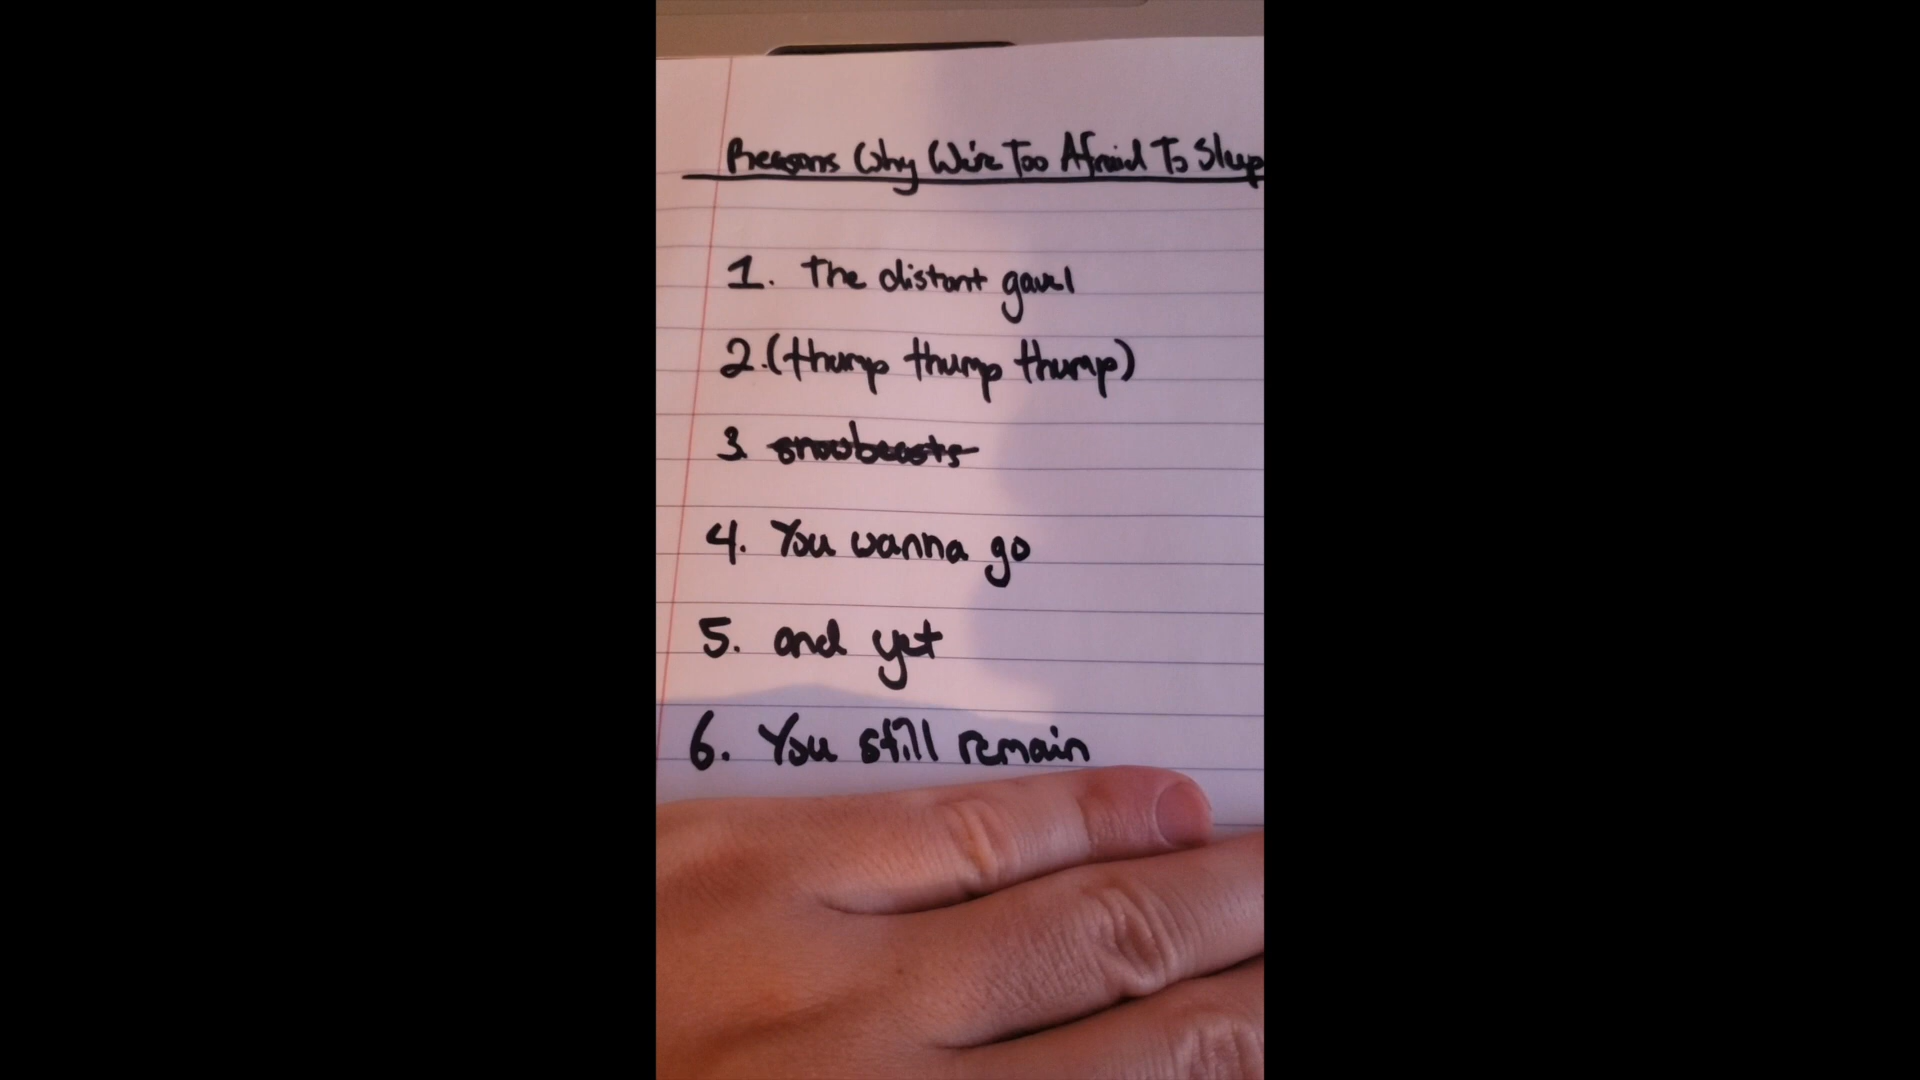 Reasons Why We're Too Afraid To Sleep
1. The distant gavel
2. (thump thump thump)
3. snowbeasts
4. You wanna go
5. and yet
6. You still remain